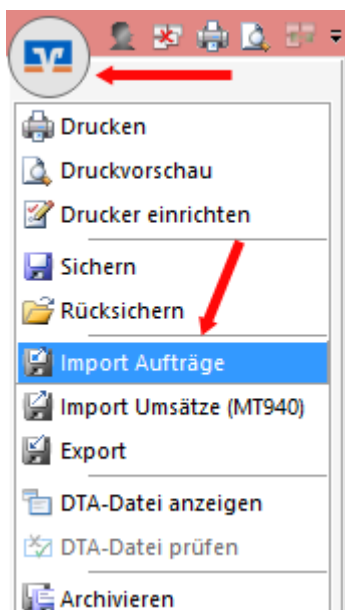 Drucken
Druckvorschau
Drucker einrichten
Sichern
Rücksichern
Import Aufträge
Import Umsätze (MT940)
Export
DTA-Datei anzeigen
DTA-Datei prüfen
Archivieren